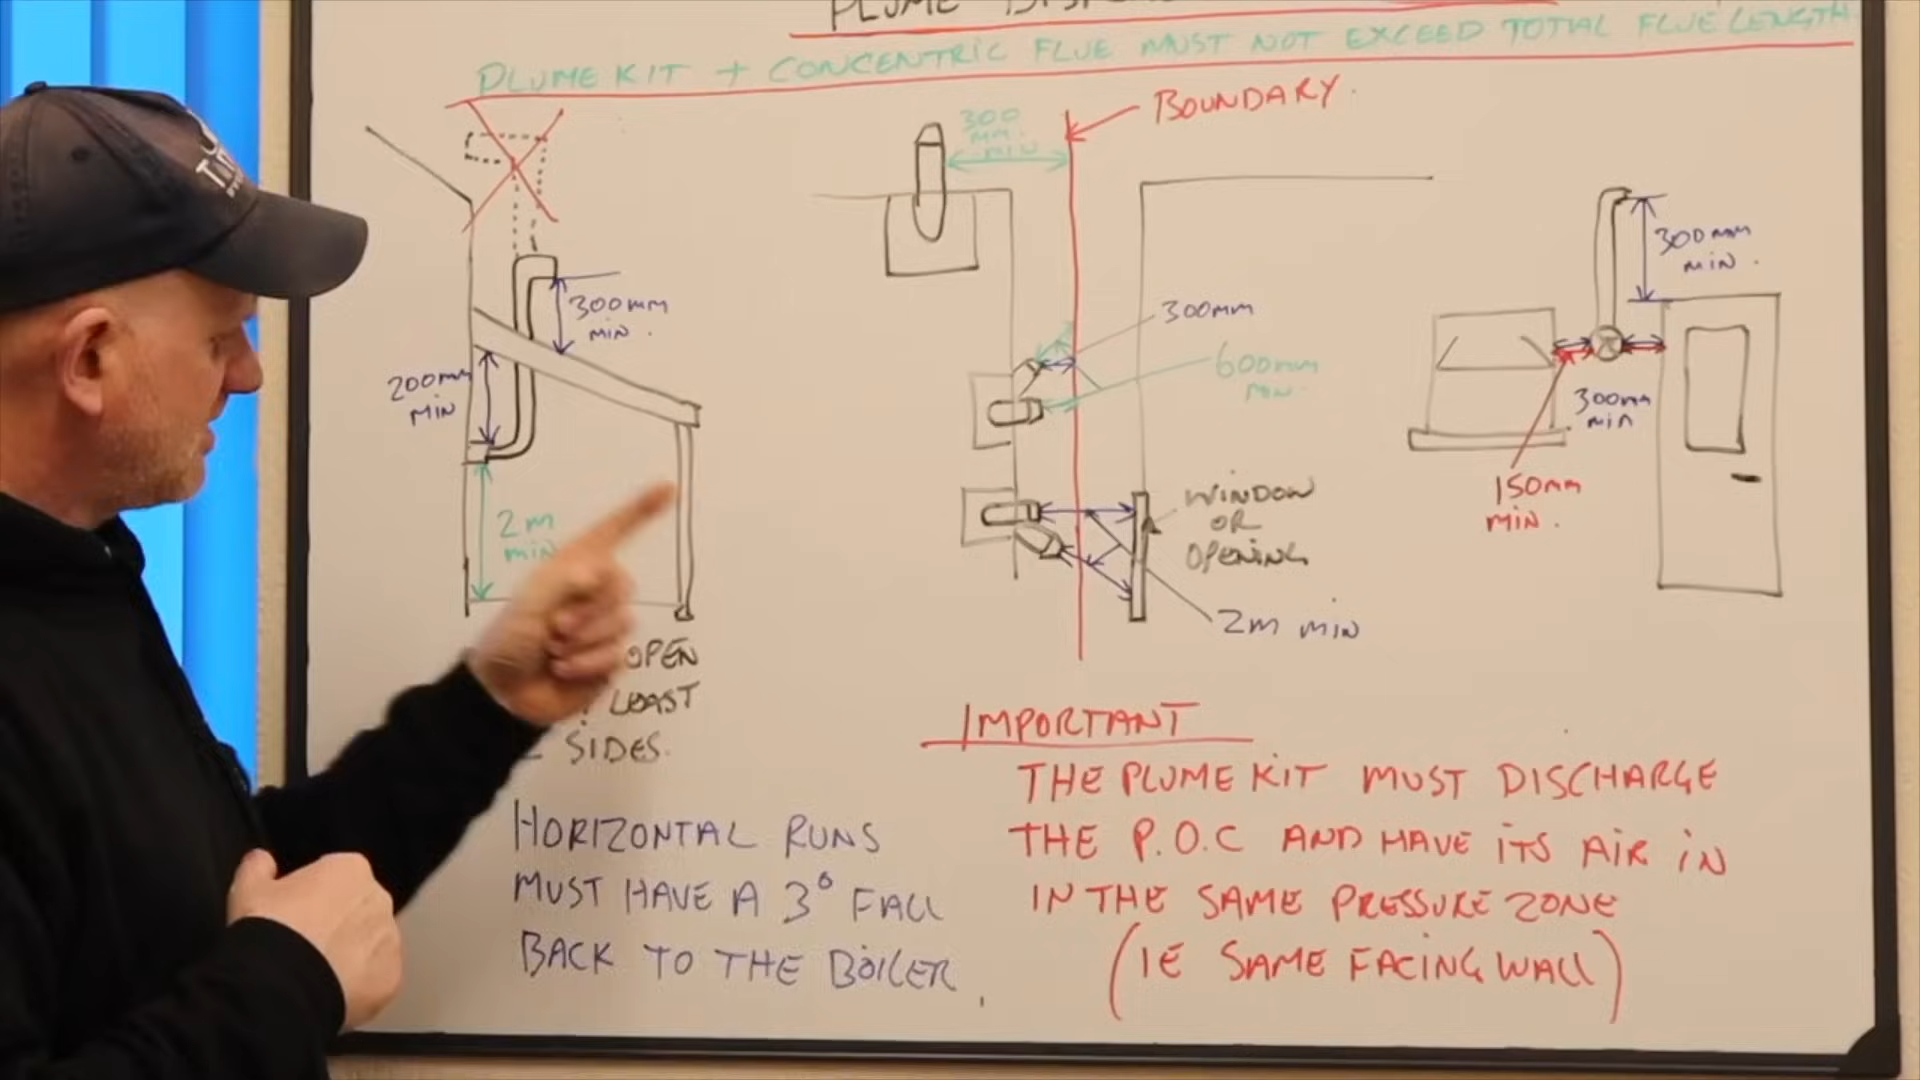 PLUME
PLUME KIT + CONCENTRIC FLUE MUST NOT EXCEED TOTAL FLUE LENGTH
BOUNDARY
300
MM
MIN
300MM
MIN.
200MM
MIN
2m
min
OPEN
LEAST
2 SIDES.
300mm
600mm
MIN.
WINDOW
OR
OPENING
2m MIN
300mm
MIN.
300mm
MIN
150mm
MIN.
HORIZONTAL RUNS
MUST HAVE A 3° FALL
BACK TO THE BOILER.
IMPORTANT
THE PLUME KIT MUST DISCHARGE
THE P.O.C AND HAVE ITS AIR IN
IN THE SAME PRESSURE ZONE
(IE SAME FACING WALL)